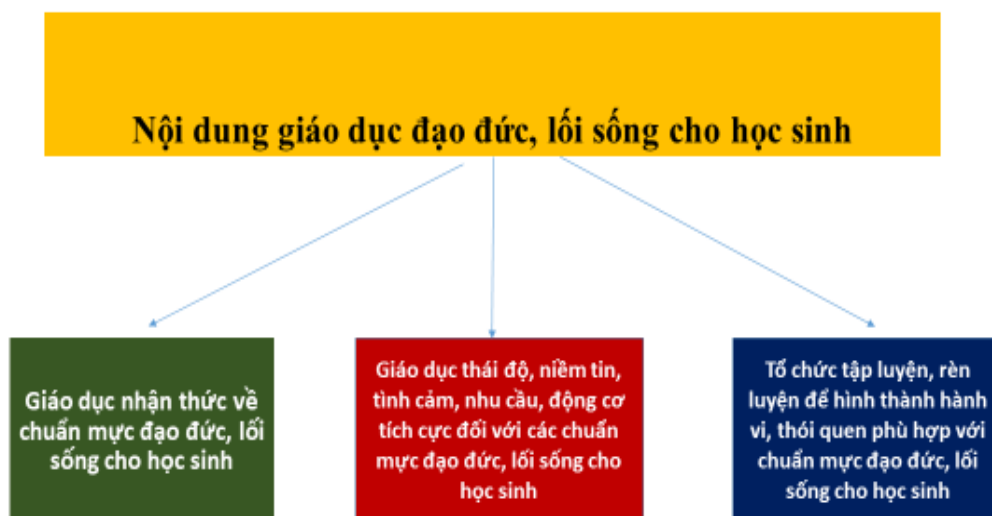 Nội dung giáo dục đạo đức, lối sống cho học sinh
Giáo dục nhận thức về
chuẩn mực đạo đức, lối
sống cho học sinh
Giáo dục thái độ, niềm tin,
tình cảm, nhu cầu, động cơ
tích cực đối với các chuẩn
mực đạo đức, lối sống cho
học sinh
Tổ chức tập luyện, rèn
luyện để hình thành hành
vi, thói quen phù hợp với
chuẩn mực đạo đức, lối
sống cho học sinh